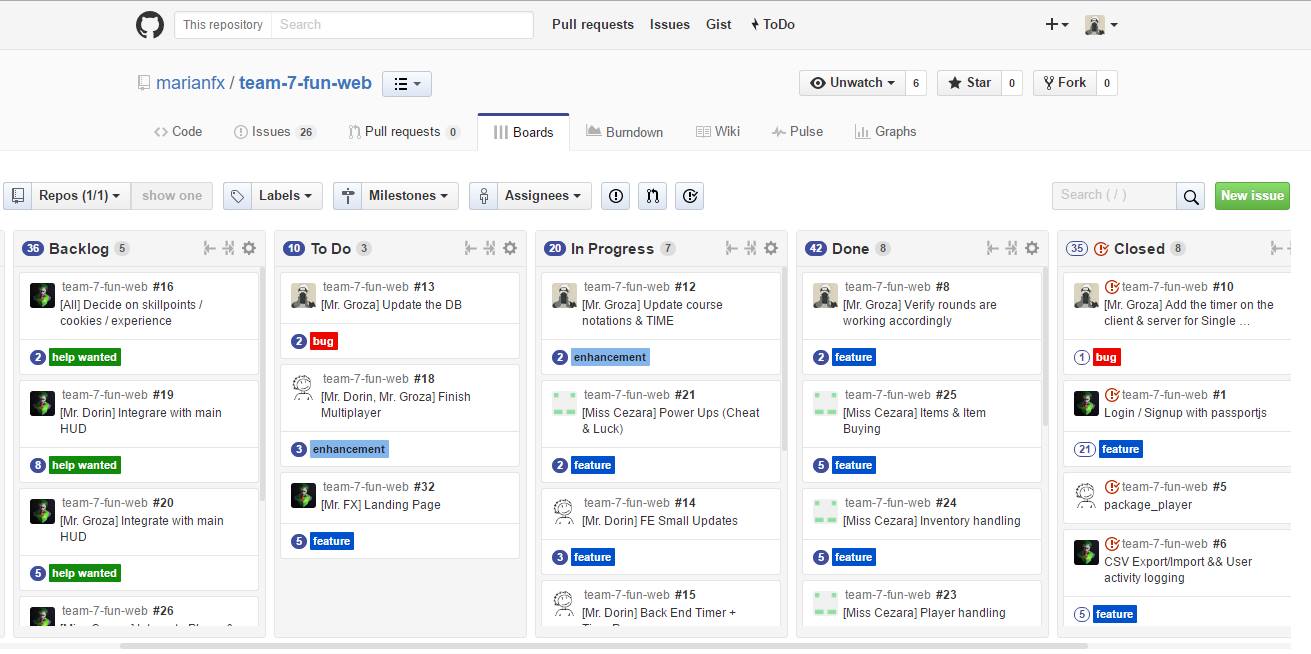 This repository Search Pull requests Issues Gist ToDo
marianfx / team-7-fun-web Unwatch 6 Star 0 Fork 0
Code Issues 26 Pull requests 0 Boards Burndown Wiki Pulse Graphs
Repos (1/1) show one Labels Milestones Assignees Search ( / ) New issue
36 Backlog 5
team-7-fun-web #16
[All] Decide on skillpoints /
cookies / experience
2 help wanted
team-7-fun-web #19
[Mr. Dorin] Integrare with main
HUD
8 help wanted
team-7-fun-web #20
[Mr. Groza] Integrate with main
HUD
5 help wanted
team-7-fun-web #26
10 To Do 3
team-7-fun-web #13
[Mr. Groza] Update the DB
2 bug
team-7-fun-web #18
[Mr. Dorin, Mr. Groza] Finish
Multiplayer
3 enhancement
team-7-fun-web #32
[Mr. FX] Landing Page
5 feature
20 In Progress 7
team-7-fun-web #12
[Mr. Groza] Update course
notations & TIME
2 enhancement
team-7-fun-web #21
[Miss Cezara] Power Ups (Cheat
& Luck)
2 feature
team-7-fun-web #14
[Mr. Dorin] FE Small Updates
3 feature
team-7-fun-web #15
[Mr. Dorin] Back End Timer +
42 Done 8
team-7-fun-web #8
[Mr. Groza] Verify rounds are
working accordingly
2 feature
team-7-fun-web #25
[Miss Cezara] Items & Item
Buying
5 feature
team-7-fun-web #24
[Miss Cezara] Inventory handling
5 feature
team-7-fun-web #23
[Miss Cezara] Player handling
35 Closed 8
team-7-fun-web #10
[Mr. Groza] Add the timer on the
client & server for Single ...
1 bug
team-7-fun-web #1
Login / Signup with passportjs
21 feature
team-7-fun-web #5
package_player
team-7-fun-web #6
CSV Export/Import && User
activity logging
5 feature